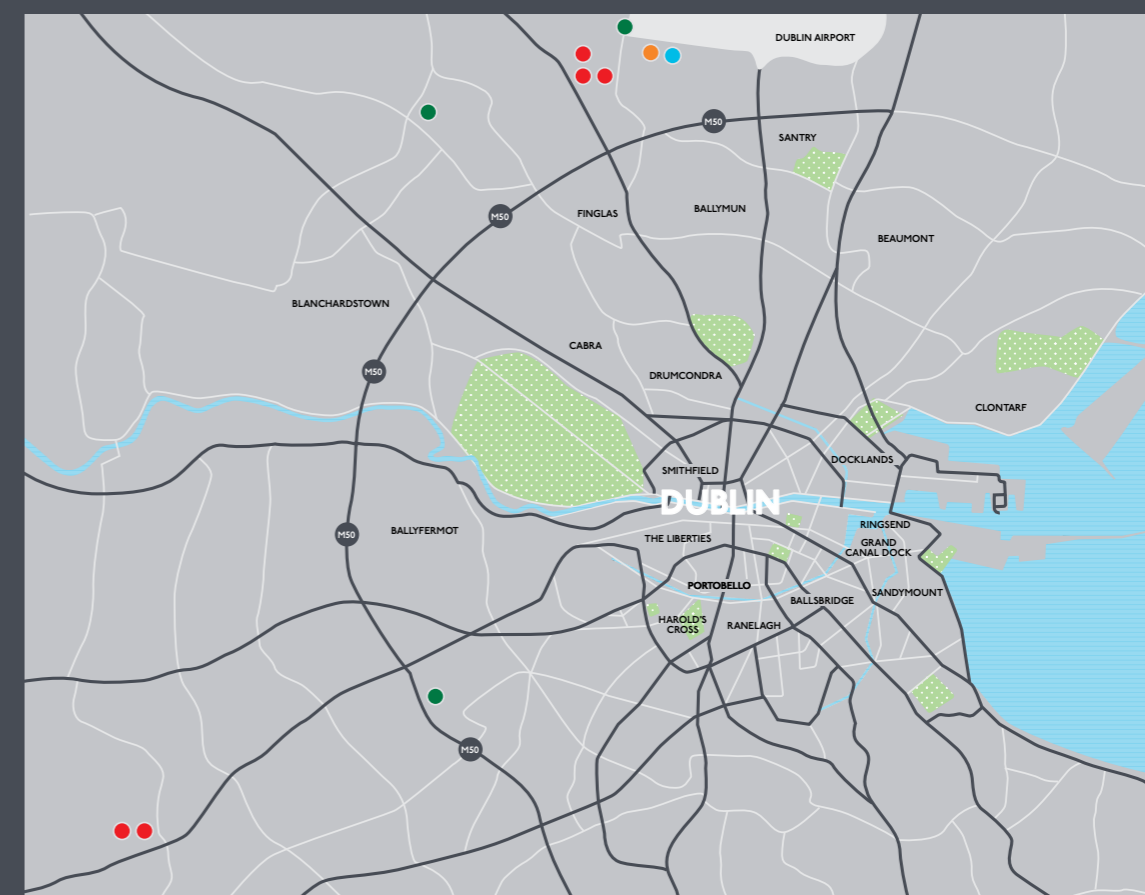 DUBLIN AIRPORT
M50
SANTRY
M50
FINGLAS
BALLYMUN
BEAUMONT
BLANCHARDSTOWN
CABRA
M50
DRUMCONDRA
CLONTARF
DOCKLANDS
SMITHFIELD
DUBLIN
RINGSEND
M50
BALLYFERMOT
THE LIBERTIES
GRAND
CANAL DOCK
PORTOBELLO
SANDYMOUNT
BALLSBRIDGE
HAROLD'S
CROSS
RANELAGH
M50